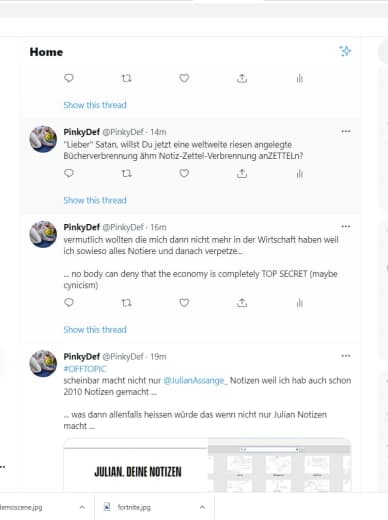 Home
Show this thread
PinkyDef @PinkyDef · 14m
"Lieber" Satan, willst Du jetzt eine weltweite riesen angelegte
Bücherverbrennung ähm Notiz-Zettel-Verbrennung anZETTELn?
Show this thread
PinkyDef @PinkyDef · 16m
vermutlich wollten die mich dann nicht mehr in der Wirtschaft haben weil
ich sowieso alles Notiere und danach verpetze...
... no body can deny that the economy is completely TOP SECRET (maybe
cynicism)
Show this thread
PinkyDef @PinkyDef · 19m
#OFFTOPIC
scheinbar macht nicht nur @JulianAssange_ Notizen weil ich hab auch schon
2010 Notizen gemacht ...
... was dann allenfalls heissen würde das wenn nicht nur Julian Notizen
macht ...
JULIAN, DEINE NOTIZEN
demoscene.jpg
fortnite.jpg